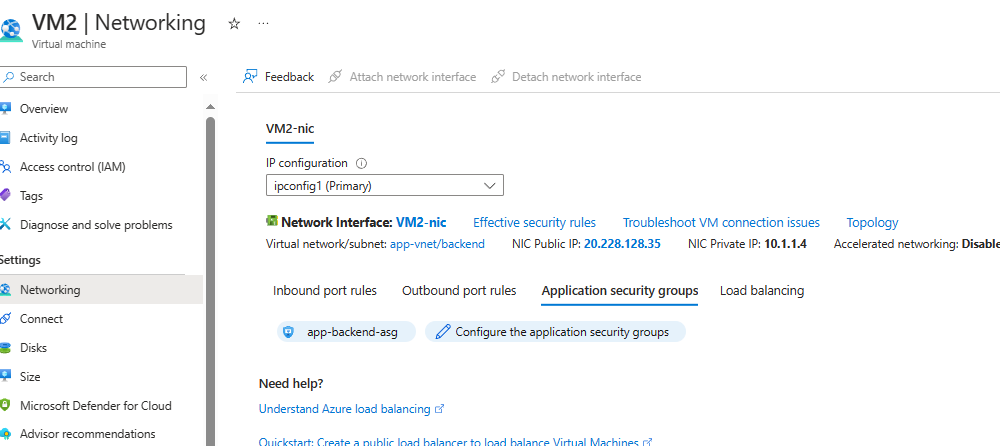 VM2 | Networking
Virtual machine
Search
Feedback Attach network interface Detach network interface
Overview
Activity log
Access control (IAM)
Tags
Diagnose and solve problems
Settings
Networking
Connect
Disks
Size
Microsoft Defender for Cloud
Advisor recommendations
VM2-nic
IP configuration
ipconfig1 (Primary)
Network Interface: VM2-nic Effective security rules Troubleshoot VM connection issues Topology
Virtual network/subnet: app-vnet/backend NIC Public IP: 20.228.128.35 NIC Private IP: 10.1.1.4 Accelerated networking: Disable
Inbound port rules Outbound port rules Application security groups Load balancing
app-backend-asg Configure the application security groups
Need help?
Understand Azure load balancing
Quickstart: Create a public load balancer to load balance Virtual Machines